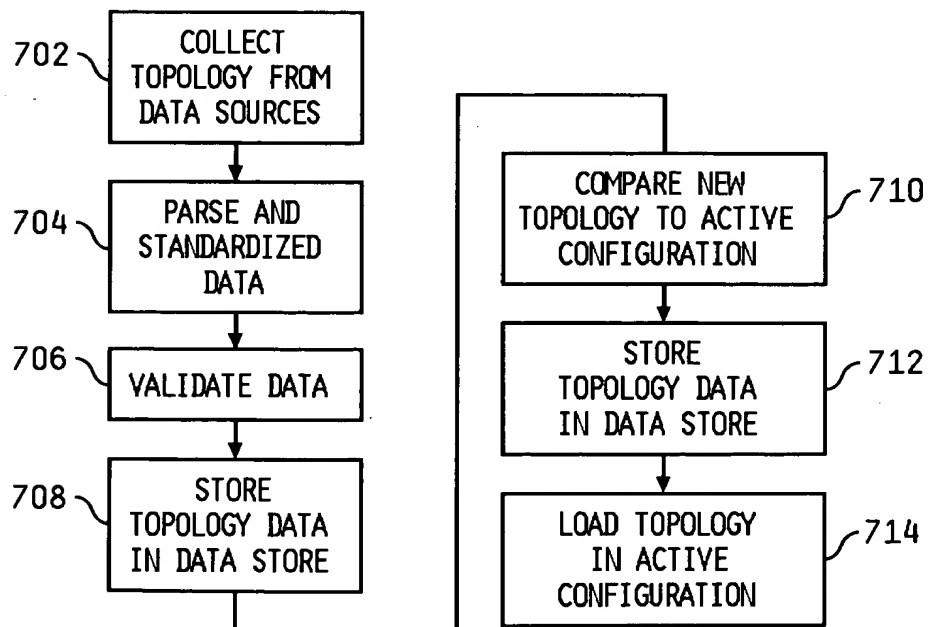 702
COLLECT
TOPOLOGY FROM
DATA SOURCES
704
PARSE AND
STANDARDIZED
DATA
706
VALIDATE DATA
708
STORE
TOPOLOGY DATA
IN DATA STORE
COMPARE NEW
TOPOLOGY TO ACTIVE
CONFIGURATION
710
STORE
TOPOLOGY DATA
IN DATA STORE
712
LOAD TOPOLOGY
IN ACTIVE
CONFIGURATION
714